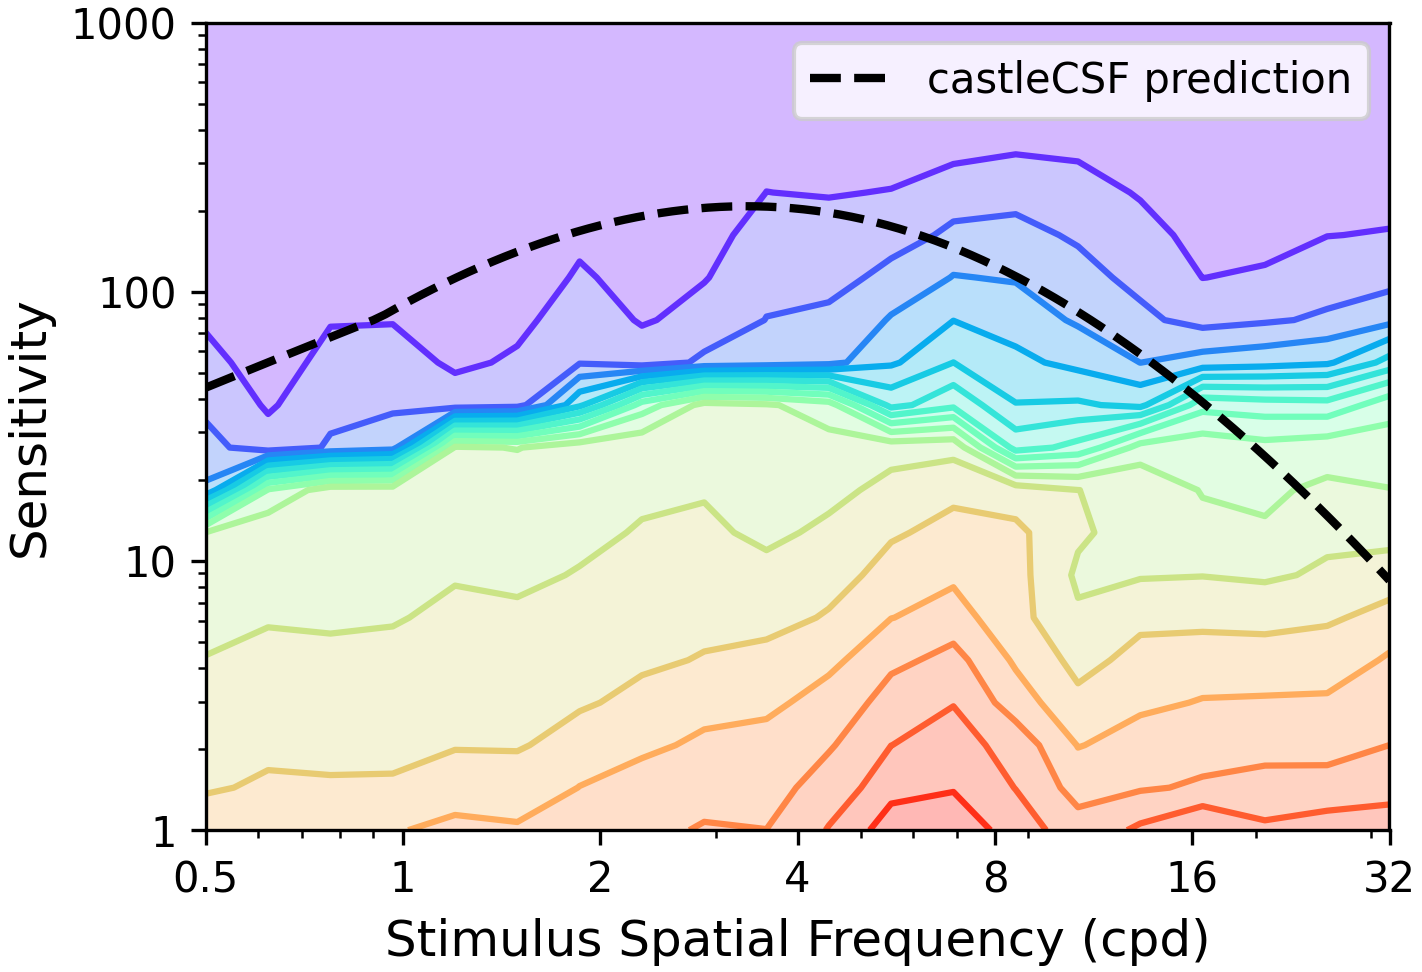 1000
100
10
1
Sensitivity
castleCSF prediction
0.5 1 2 4 8 16 32
Stimulus Spatial Frequency (cpd)